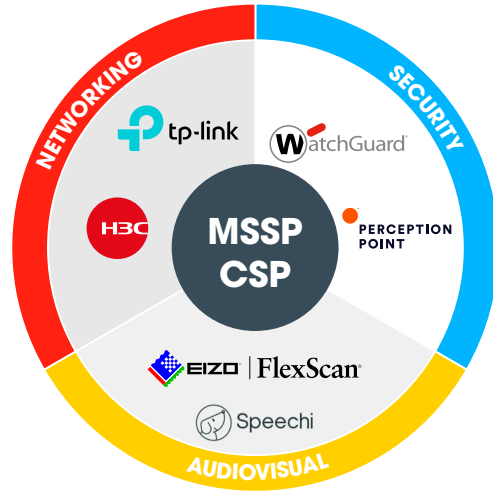 NETWORKING
SECURITY
tp-link
WatchGuard
H3C
MSSP
CSP
PERCEPTION
POINT
EIZO | FlexScan
Speechi
AUDIOVISUAL